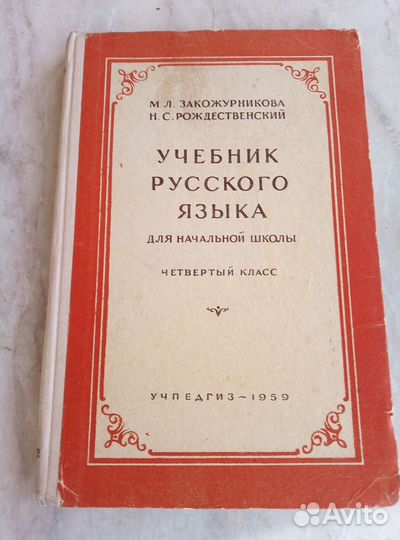 М.Л. ЗАКОЖУРНИКОВА
Н.С. РОЖДЕСТВЕНСКИЙ
УЧЕБНИК
РУССКОГО
ЯЗЫКА
ДЛЯ НАЧАЛЬНОЙ ШКОЛЫ
ЧЕТВЕРТЫЙ КЛАСС
УЧПЕДГИЗ – 1959
Avito